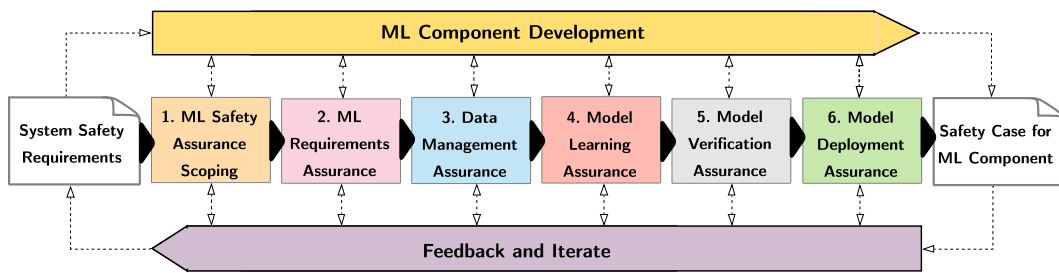 ML Component Development
System Safety
Requirements
1. ML Safety
Assurance
Scoping
2. ML
Requirements
Assurance
3. Data
Management
Assurance
4. Model
Learning
Assurance
5. Model
Verification
Assurance
6. Model
Deployment
Assurance
Safety Case for
ML Component
Feedback and Iterate